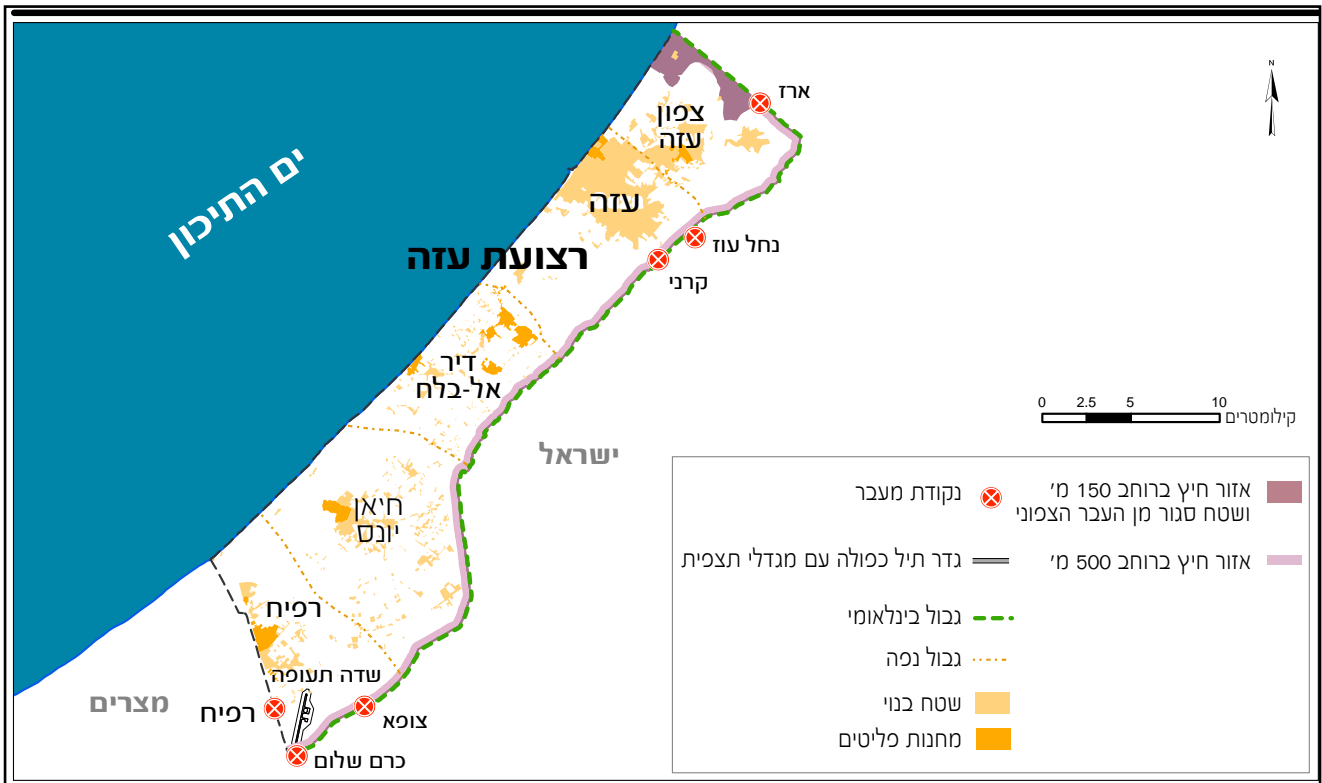 N
ארז
צפון
עזה
ים התיכון
עזה
נחל עוז
רצועת עזה
קרני
דיר
אל-בלח
0 2.5 5 10
קילומטרים
ישראל
חיאן
יונס
רפיח
שדה תעופה
מצרים
רפיח
צופא
כרם שלום
אזור חיץ ברוחב 150 מ'
ושטח סגור מן העבר הצפוני
נקודת מעבר
אזור חיץ ברוחב 500 מ'
גדר תיל כפולה עם מגדלי תצפית
גבול בינלאומי
גבול נפה
שטח בנוי
מחנות פליטים